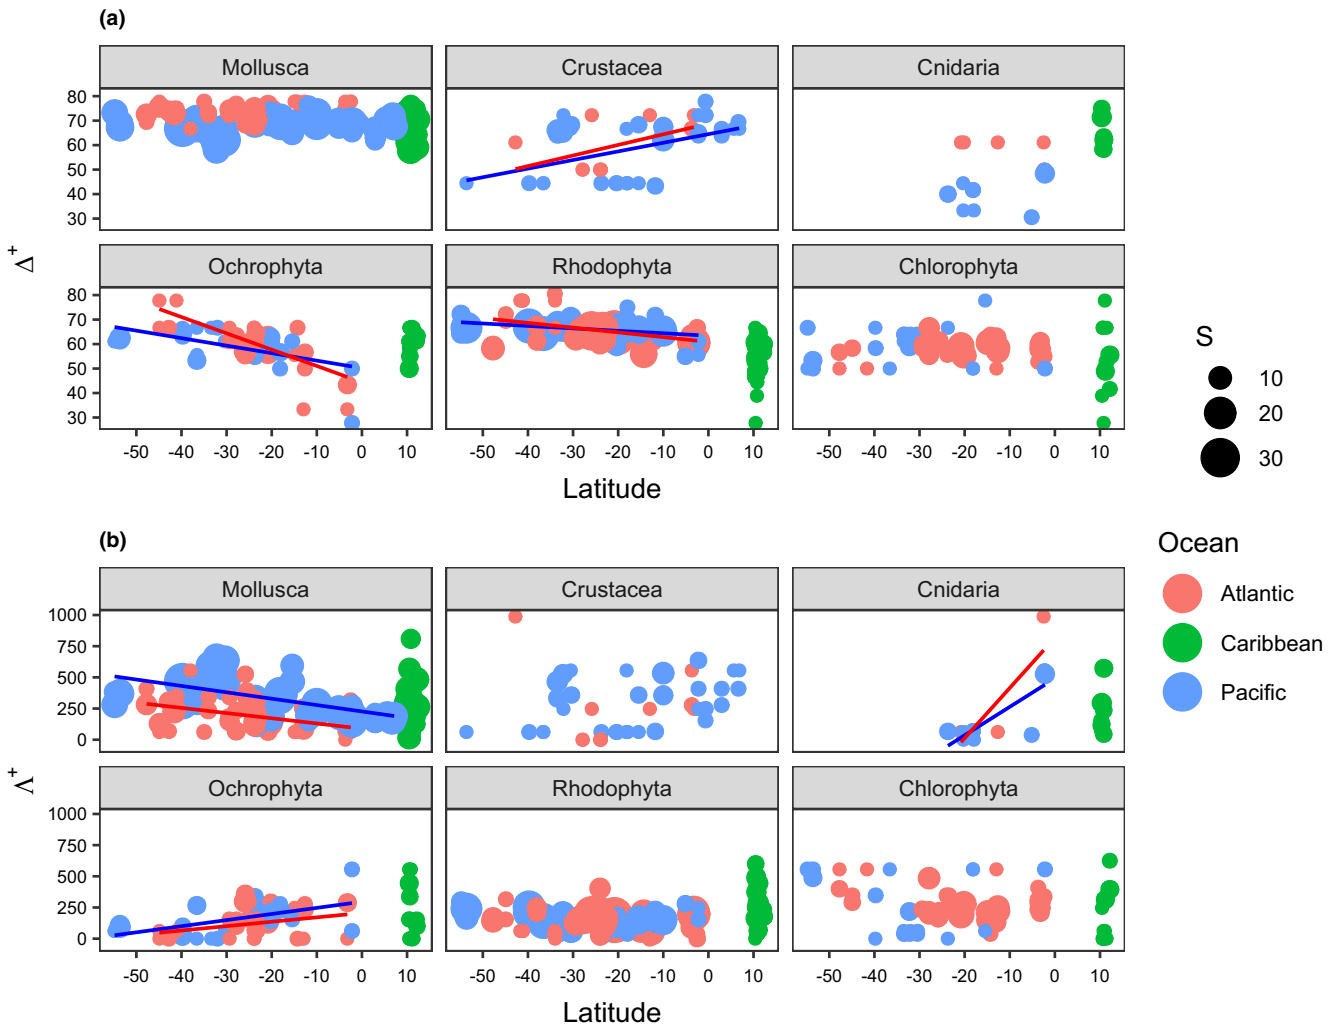 (a)
Mollusca Crustacea Cnidaria
80
70
60
50
40
30
Ochrophyta Rhodophyta Chlorophyta
80
70
60
50
40
30
Δ+
-50 -40 -30 -20 -10 0 10 -50 -40 -30 -20 -10 0 10 -50 -40 -30 -20 -10 0 10
Latitude
S
10
20
30
(b)
Mollusca Crustacea Cnidaria
1000
750
500
250
0
Ochrophyta Rhodophyta Chlorophyta
1000
750
500
250
0
Λ+
-50 -40 -30 -20 -10 0 10 -50 -40 -30 -20 -10 0 10 -50 -40 -30 -20 -10 0 10
Latitude
Ocean
Atlantic
Caribbean
Pacific